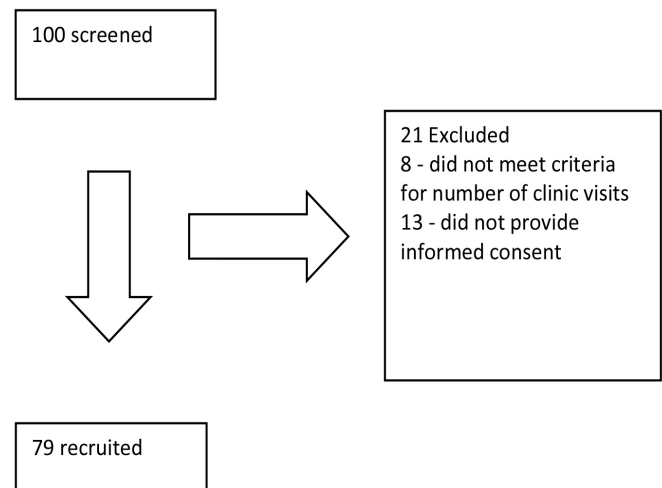 100 screened
21 Excluded
8 - did not meet criteria
for number of clinic visits
13 - did not provide
informed consent
79 recruited